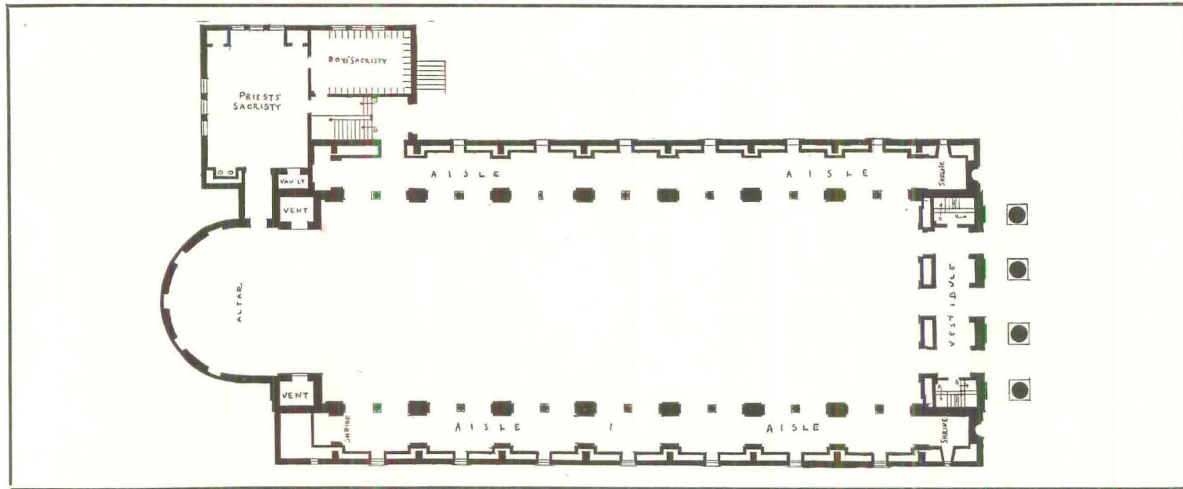 BOYS' SACRISTY
PRIESTS'
SACRISTY
VAULT
VENT
AISLE
AISLE
SHRINE
ALTAR
VESTIBULE
VENT
SHRINE
AISLE
AISLE
SHRINE